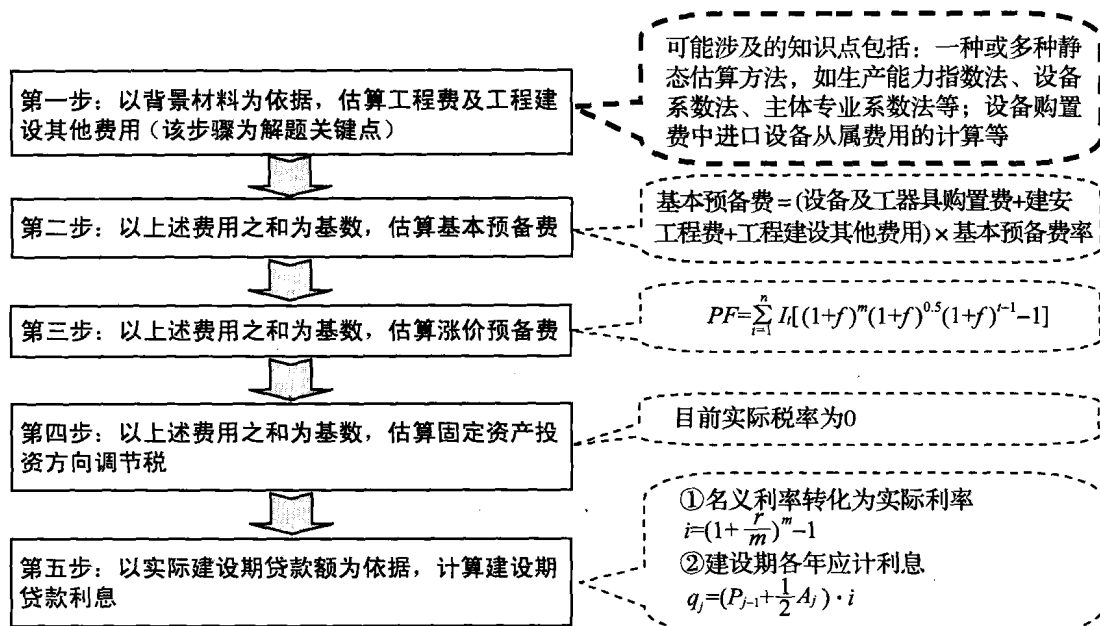 可能涉及的知识点包括：一种或多种静
态估算方法，如生产能力指数法、设备
系数法、主体专业系数法等；设备购置
费中进口设备从属费用的计算等
第一步：以背景材料为依据，估算工程费及工程建
设其他费用（该步骤为解题关键点）
第二步：以上述费用之和为基数，估算基本预备费
基本预备费＝(设备及工器具购置费+建安
工程费+工程建设其他费用)×基本预备费率
第三步：以上述费用之和为基数，估算涨价预备费
PF=∑_{i=1}^{n} I_t[(1+f)^m(1+f)^{0.5}(1+f)^{t-1}-1]
第四步：以上述费用之和为基数，估算固定资产投
资方向调节税
目前实际税率为0
第五步：以实际建设期贷款额为依据，计算建设期
贷款利息
①名义利率转化为实际利率
i=(1+r/m)^m-1
②建设期各年应计利息
q_j=(P_{j-1}+1/2 A_j)·i